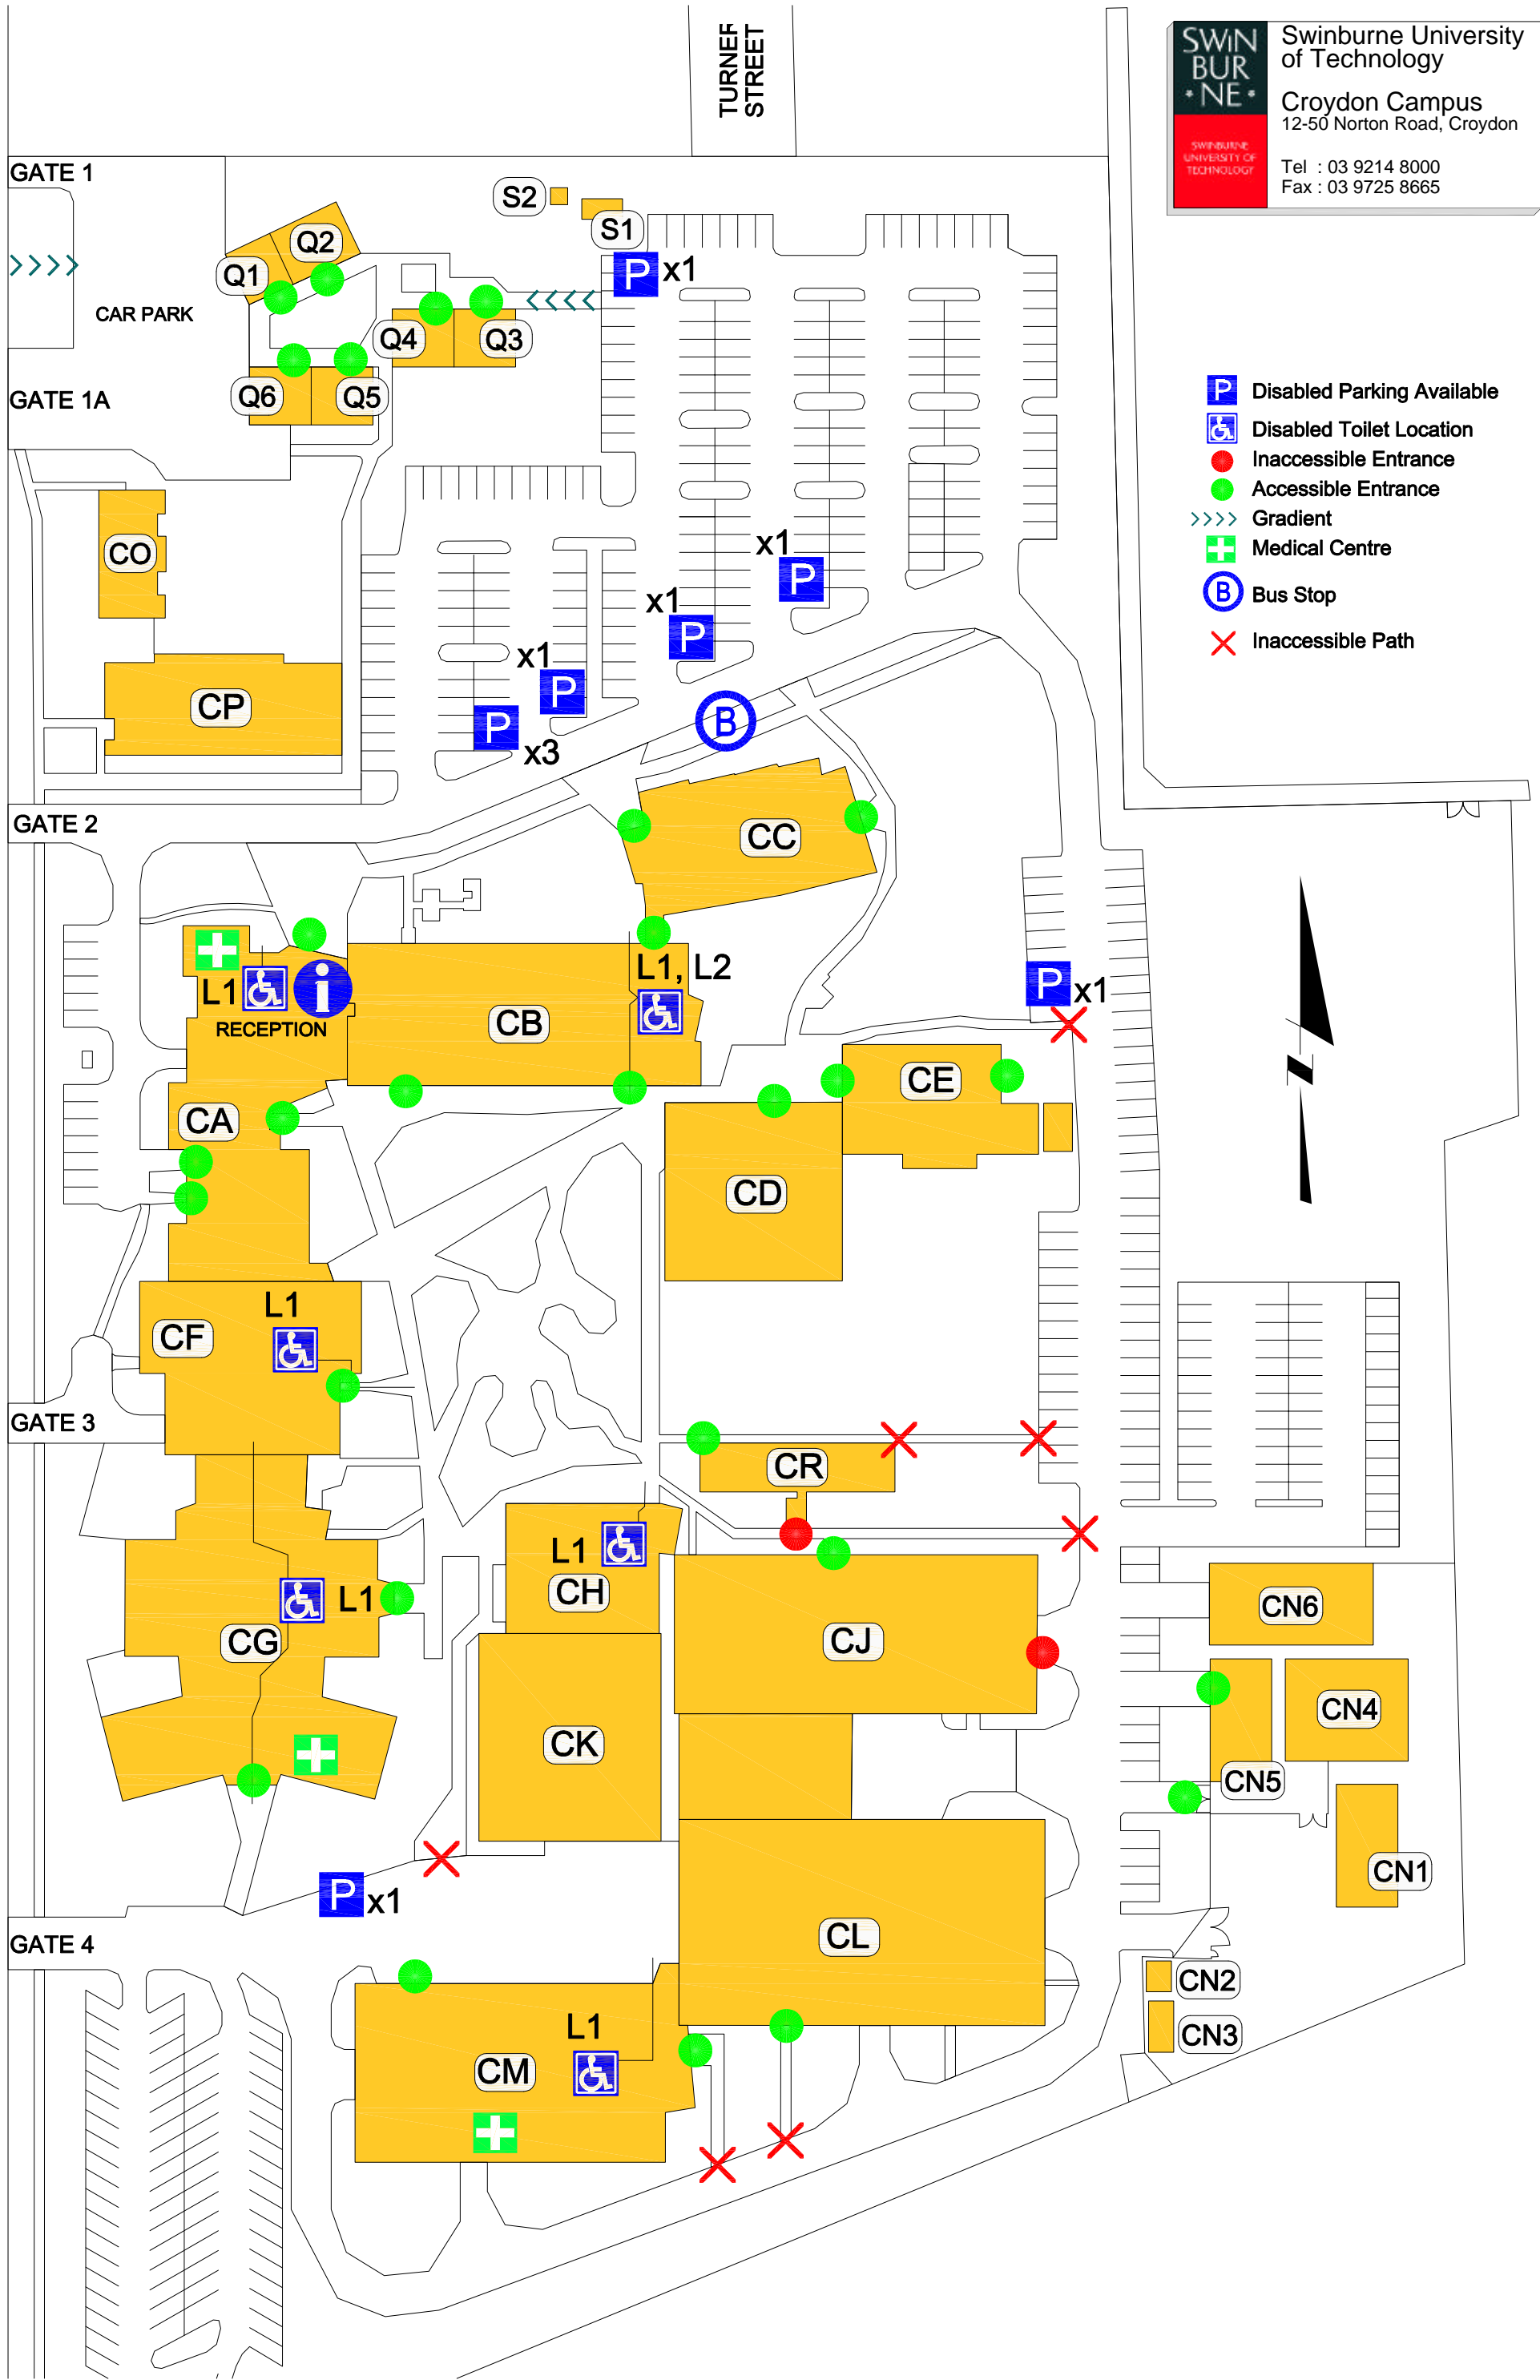 TURNER
STREET
SWIN
BUR
NE
SWINBURNE
UNIVERSITY OF
TECHNOLOGY
Swinburne University
of Technology
Croydon Campus
12-50 Norton Road, Croydon
Tel : 03 9214 8000
Fax : 03 9725 8665
GATE 1
S2
S1
Q2
Q1
P x1
CAR PARK
Q4
Q3
Q6
Q5
GATE 1A
P Disabled Parking Available
Disabled Toilet Location
Inaccessible Entrance
Accessible Entrance
Gradient
Medical Centre
B Bus Stop
Inaccessible Path
CO
x1
P
x1
P
x1
P
CP
P
x3
B
GATE 2
CC
L1
i
RECEPTION
CB
L1, L2
P x1
CE
CA
CD
L1
CF
GATE 3
CR
L1
CH
L1
CG
CJ
CN6
CK
CN4
CN5
CN1
P x1
GATE 4
CL
CN2
CN3
L1
CM